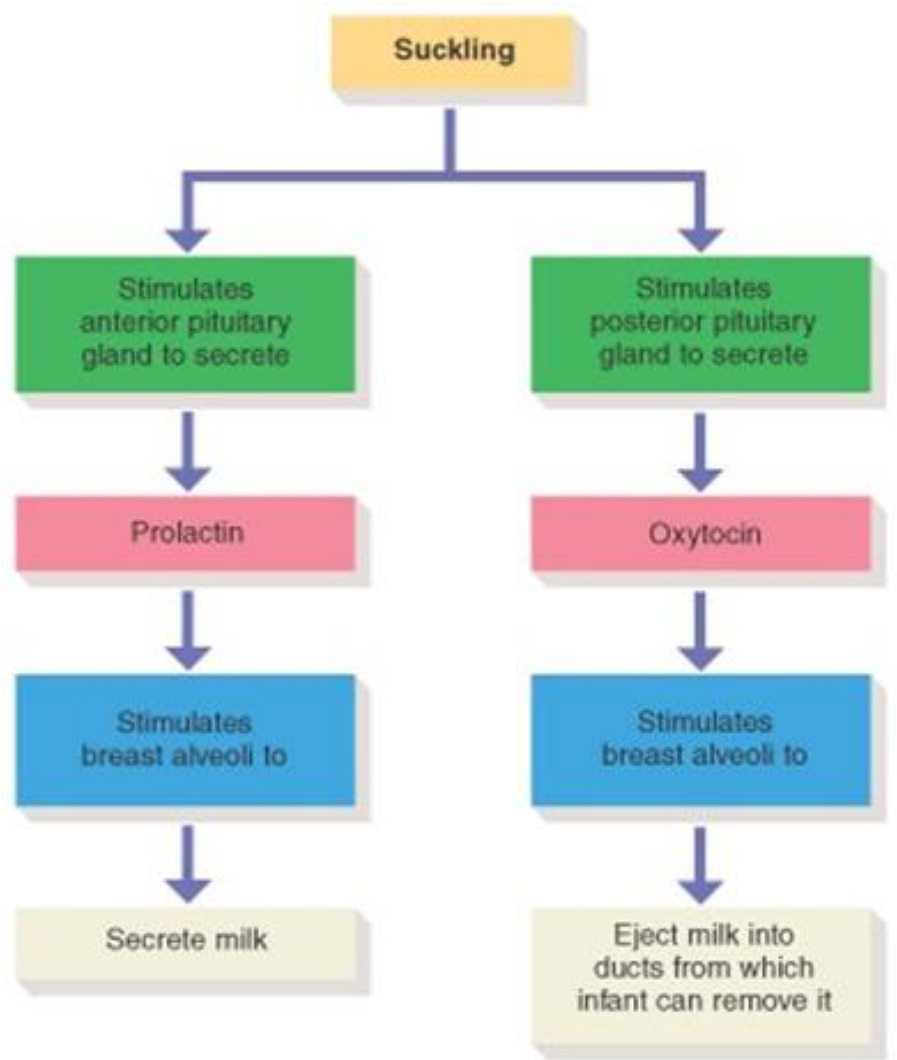 Suckling
Stimulates
anterior pituitary
gland to secrete
Prolactin
Stimulates
breast alveoli to
Secrete milk
Stimulates
posterior pituitary
gland to secrete
Oxytocin
Stimulates
breast alveoli to
Eject milk into
ducts from which
infant can remove it